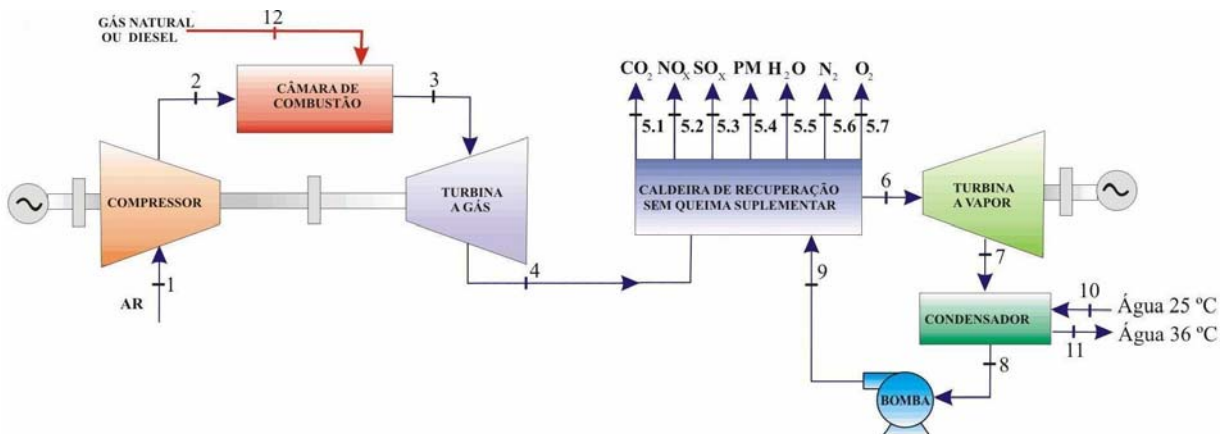 GÁS NATURAL
OU DIESEL
12
2
CÂMARA DE
COMBUSTÃO
3
COMPRESSOR
TURBINA
A GÁS
1
AR
4
CO₂ NOₓ SOₓ PM H₂O N₂ O₂
5.1 5.2 5.3 5.4 5.5 5.6 5.7
CALDEIRA DE RECUPERAÇÃO
SEM QUEIMA SUPLEMENTAR
6
TURBINA
A VAPOR
7
9
10
Água 25 ºC
CONDENSADOR
11
Água 36 ºC
8
BOMBA